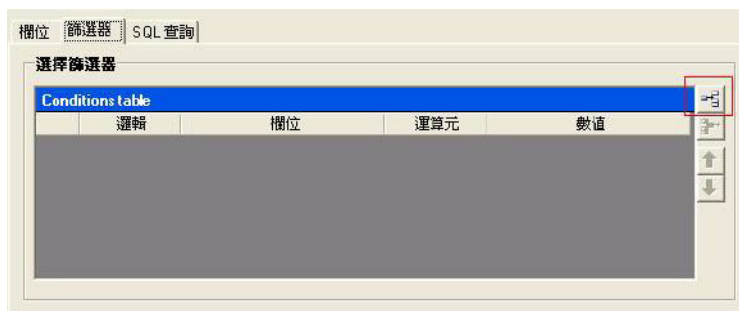 欄位 篩選器 SQL 查詢
選擇篩選器
Conditions table
邏輯 欄位 運算元 數值